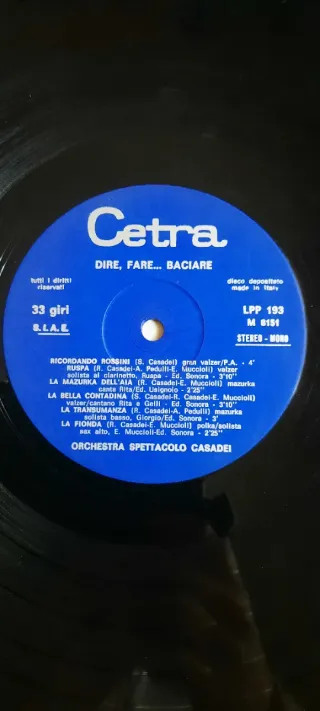 Cetra
DIRE, FARE... BACIARE
tutti i diritti
riservati
disco depositato
made in Italy
33 giri
S.I.A.E.
LPP 193
M 6151
STEREO - MONO
RICORDANDO ROSSINI (S. Casadei) gran valzer/P.A. - 4'
RUSPA (R. Casadei-A. Pedulli-E. Muccioli) valzer
solista al clarinetto, Ruspa - Ed. Sonora - 3'10"
LA MAZURKA DELL'AIA (R. Casadei-E. Muccioli) mazurka
canta Rita/Ed. Usignolo - 2'25"
LA BELLA CONTADINA (S. Casadei-R. Casadei-E. Muccioli)
valzer/cantano Rita e Gelli - Ed. Sonora - 3'10"
LA TRANSUMANZA (R. Casadei-A. Pedulli) mazurka
solista basso, Giorgio/Ed. Sonora - 3'
LA FIONDA (R. Casadei-E. Muccioli) polka/solista
sax alto, E. Muccioli-Ed. Sonora - 2'25"
ORCHESTRA SPETTACOLO CASADEI